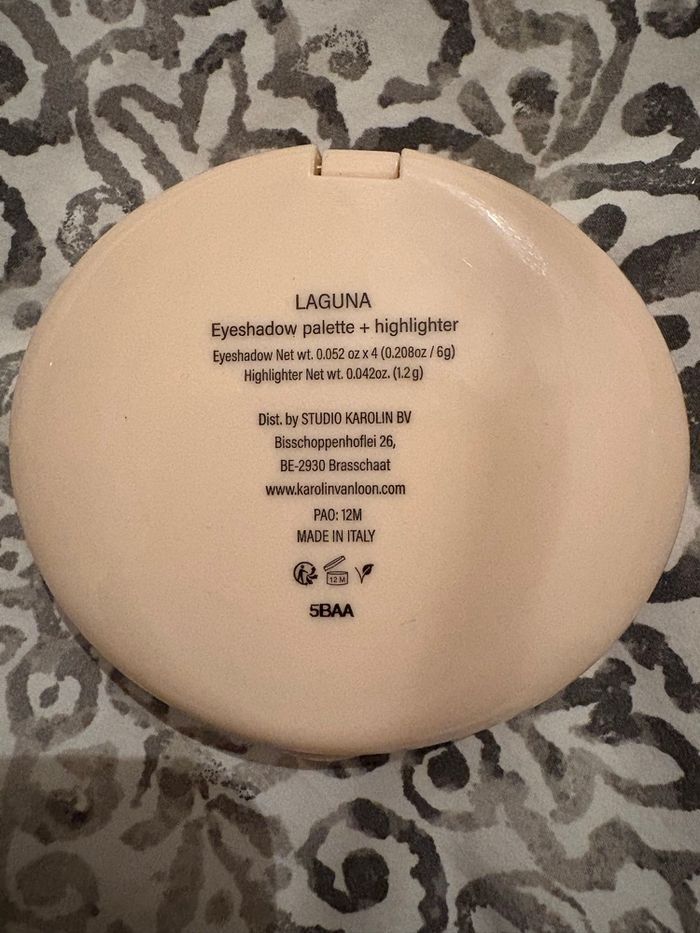 LAGUNA
Eyeshadow palette + highlighter
Eyeshadow Net wt. 0.052 oz x 4 (0.208oz / 6g)
Highlighter Net wt. 0.042oz. (1.2 g)
Dist. by STUDIO KAROLIN BV
Bisschoppenhoflei 26,
BE-2930 Brasschaat
www.karolinvanloon.com
PAO: 12M
MADE IN ITALY
12 M
5BAA